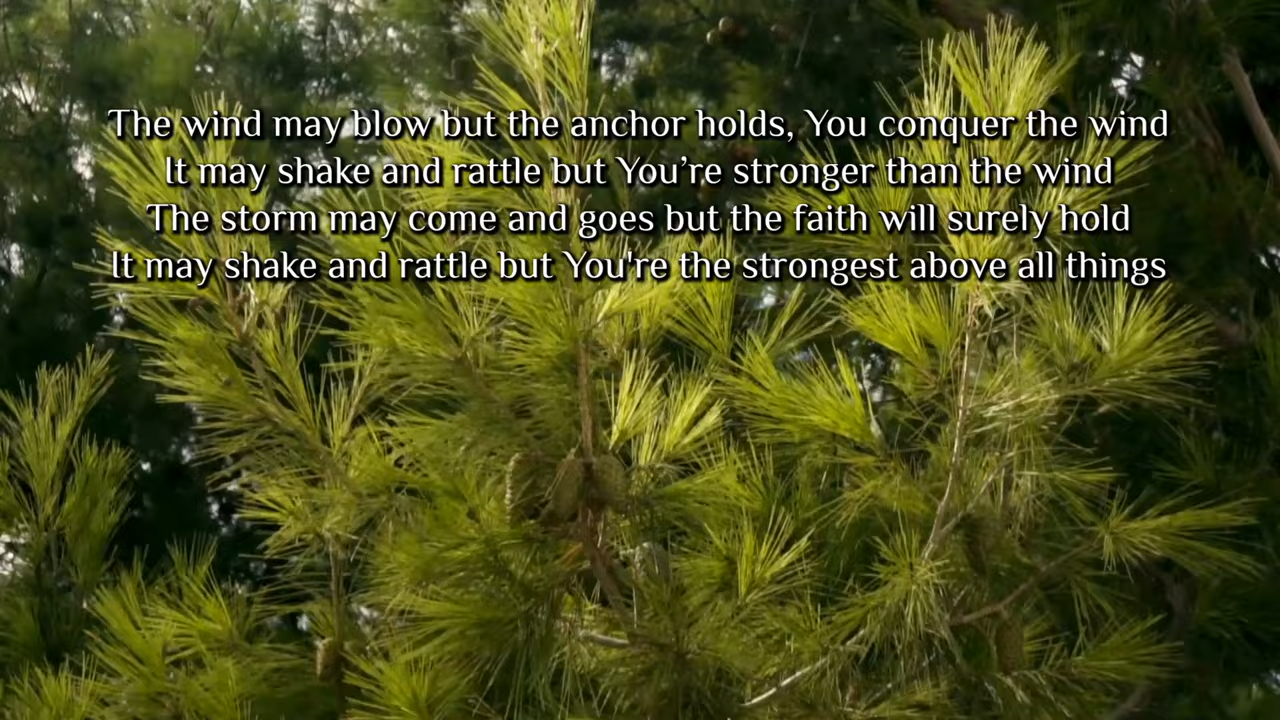 The wind may blow but the anchor holds, You conquer the wind
It may shake and rattle but You’re stronger than the wind
The storm may come and goes but the faith will surely hold
It may shake and rattle but You're the strongest above all things